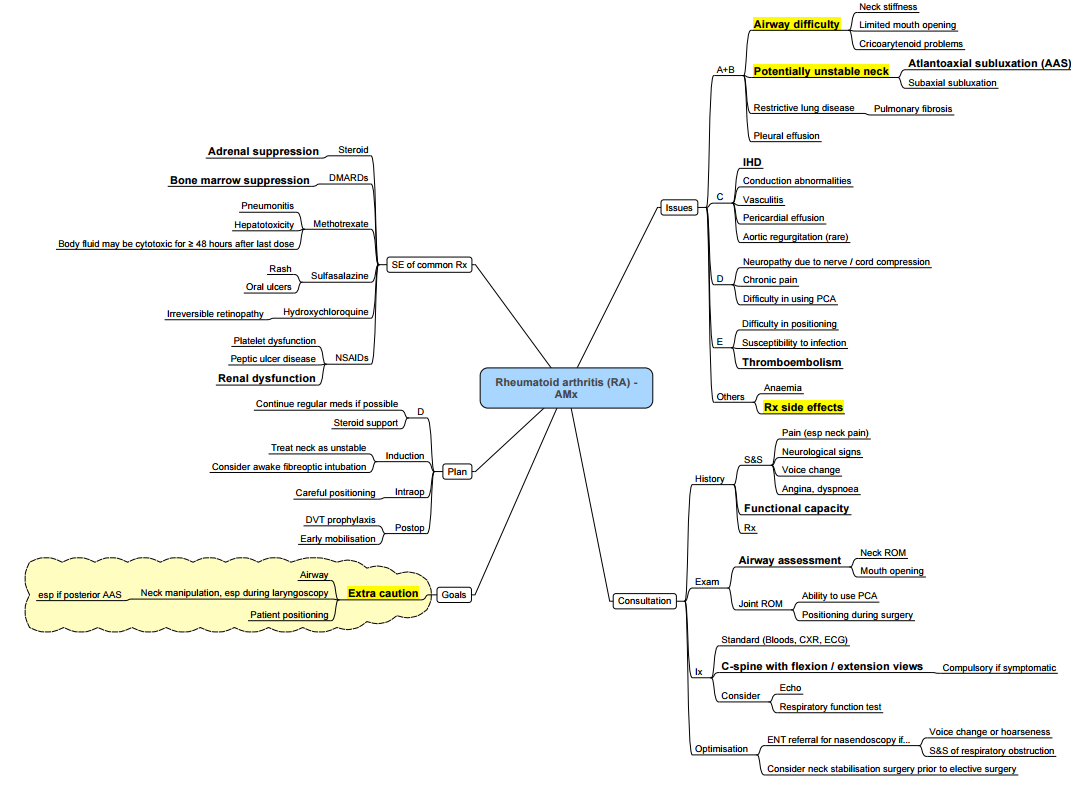 Rheumatoid arthritis (RA) -
AMx
Issues
A+B
Airway difficulty
Neck stiffness
Limited mouth opening
Cricoarytenoid problems
Potentially unstable neck
Atlantoaxial subluxation (AAS)
Subaxial subluxation
Restrictive lung disease
Pulmonary fibrosis
Pleural effusion
C
IHD
Conduction abnormalities
Vasculitis
Pericardial effusion
Aortic regurgitation (rare)
D
Neuropathy due to nerve / cord compression
Chronic pain
Difficulty in using PCA
E
Difficulty in positioning
Susceptibility to infection
Thromboembolism
Others
Anaemia
Rx side effects
Consultation
History
S&S
Pain (esp neck pain)
Neurological signs
Voice change
Angina, dyspnoea
Functional capacity
Rx
Exam
Airway assessment
Neck ROM
Mouth opening
Joint ROM
Ability to use PCA
Positioning during surgery
Ix
Standard (Bloods, CXR, ECG)
C-spine with flexion / extension views
Compulsory if symptomatic
Consider
Echo
Respiratory function test
Optimisation
ENT referral for nasendoscopy if...
Voice change or hoarseness
S&S of respiratory obstruction
Consider neck stabilisation surgery prior to elective surgery
SE of common Rx
Steroid
Adrenal suppression
DMARDs
Bone marrow suppression
Methotrexate
Pneumonitis
Hepatotoxicity
Body fluid may be cytotoxic for ≥ 48 hours after last dose
Sulfasalazine
Rash
Oral ulcers
Hydroxychloroquine
Irreversible retinopathy
NSAIDs
Platelet dysfunction
Peptic ulcer disease
Renal dysfunction
Plan
D
Continue regular meds if possible
Steroid support
Induction
Treat neck as unstable
Consider awake fibreoptic intubation
Intraop
Careful positioning
Postop
DVT prophylaxis
Early mobilisation
Goals
Extra caution
Airway
Neck manipulation, esp during laryngoscopy
esp if posterior AAS
Patient positioning